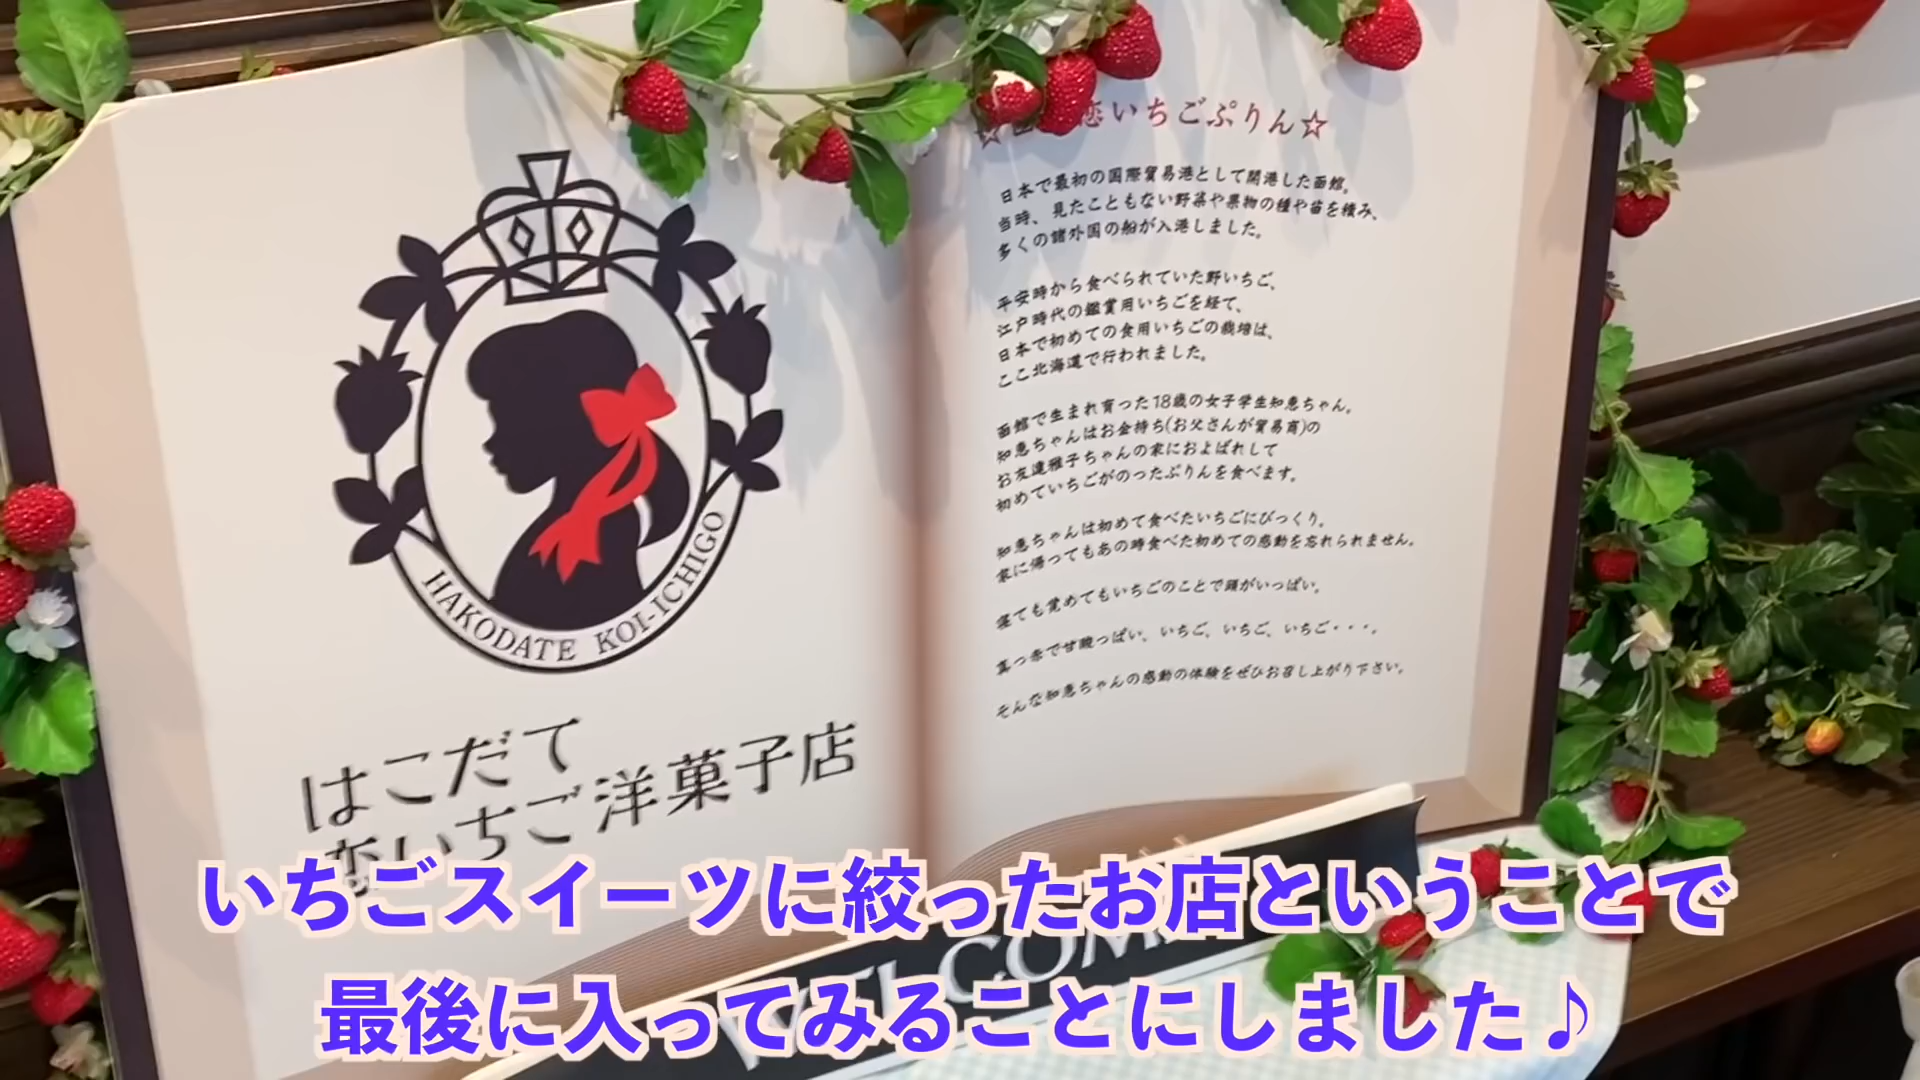 HAKODATE KOI-ICHIGO
はこだて
恋いちご洋菓子店
恋いちごぷりん☆
日本で最初の国際貿易港として開港した函館。
当時、見たこともない野菜や果物の種や苗を積み、
多くの諸外国の船が入港しました。
平安時から食べられていた野いちご、
江戸時代の鑑賞用いちごを経て、
日本で初めての食用いちごの栽培は、
ここ北海道で行われました。
函館で生まれ育った18歳の女子学生知恵ちゃん。
知恵ちゃんはお金持ち(お父さんが貿易商)の
お友達雅子ちゃんの家におよばれして
初めていちごがのったぷりんを食べます。
知恵ちゃんは初めて食べたいちごにびっくり。
家に帰ってもあの時食べた初めての感動を忘れられません。
寝ても覚めてもいちごのことで頭がいっぱい。
真っ赤で甘酸っぱい、いちご、いちご、いちご・・・。
そんな知恵ちゃんの感動の体験をぜひお召し上がり下さい。
WELCOME
いちごスイーツに絞ったお店ということで
最後に入ってみることにしました♪